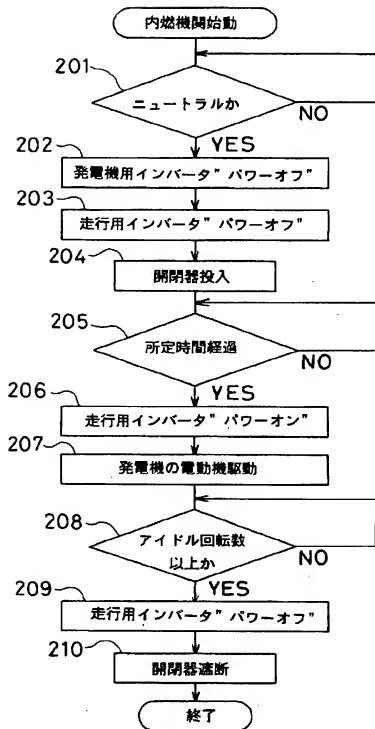 内燃機関始動
201
ニュートラルか
NO
YES
202
発電機用インバータ"パワーオフ"
203
走行用インバータ"パワーオフ"
204
開閉器投入
205
所定時間経過
NO
YES
206
走行用インバータ"パワーオン"
207
発電機の電動機駆動
208
アイドル回転数
以上か
NO
YES
209
走行用インバータ"パワーオフ"
210
開閉器遮断
終了